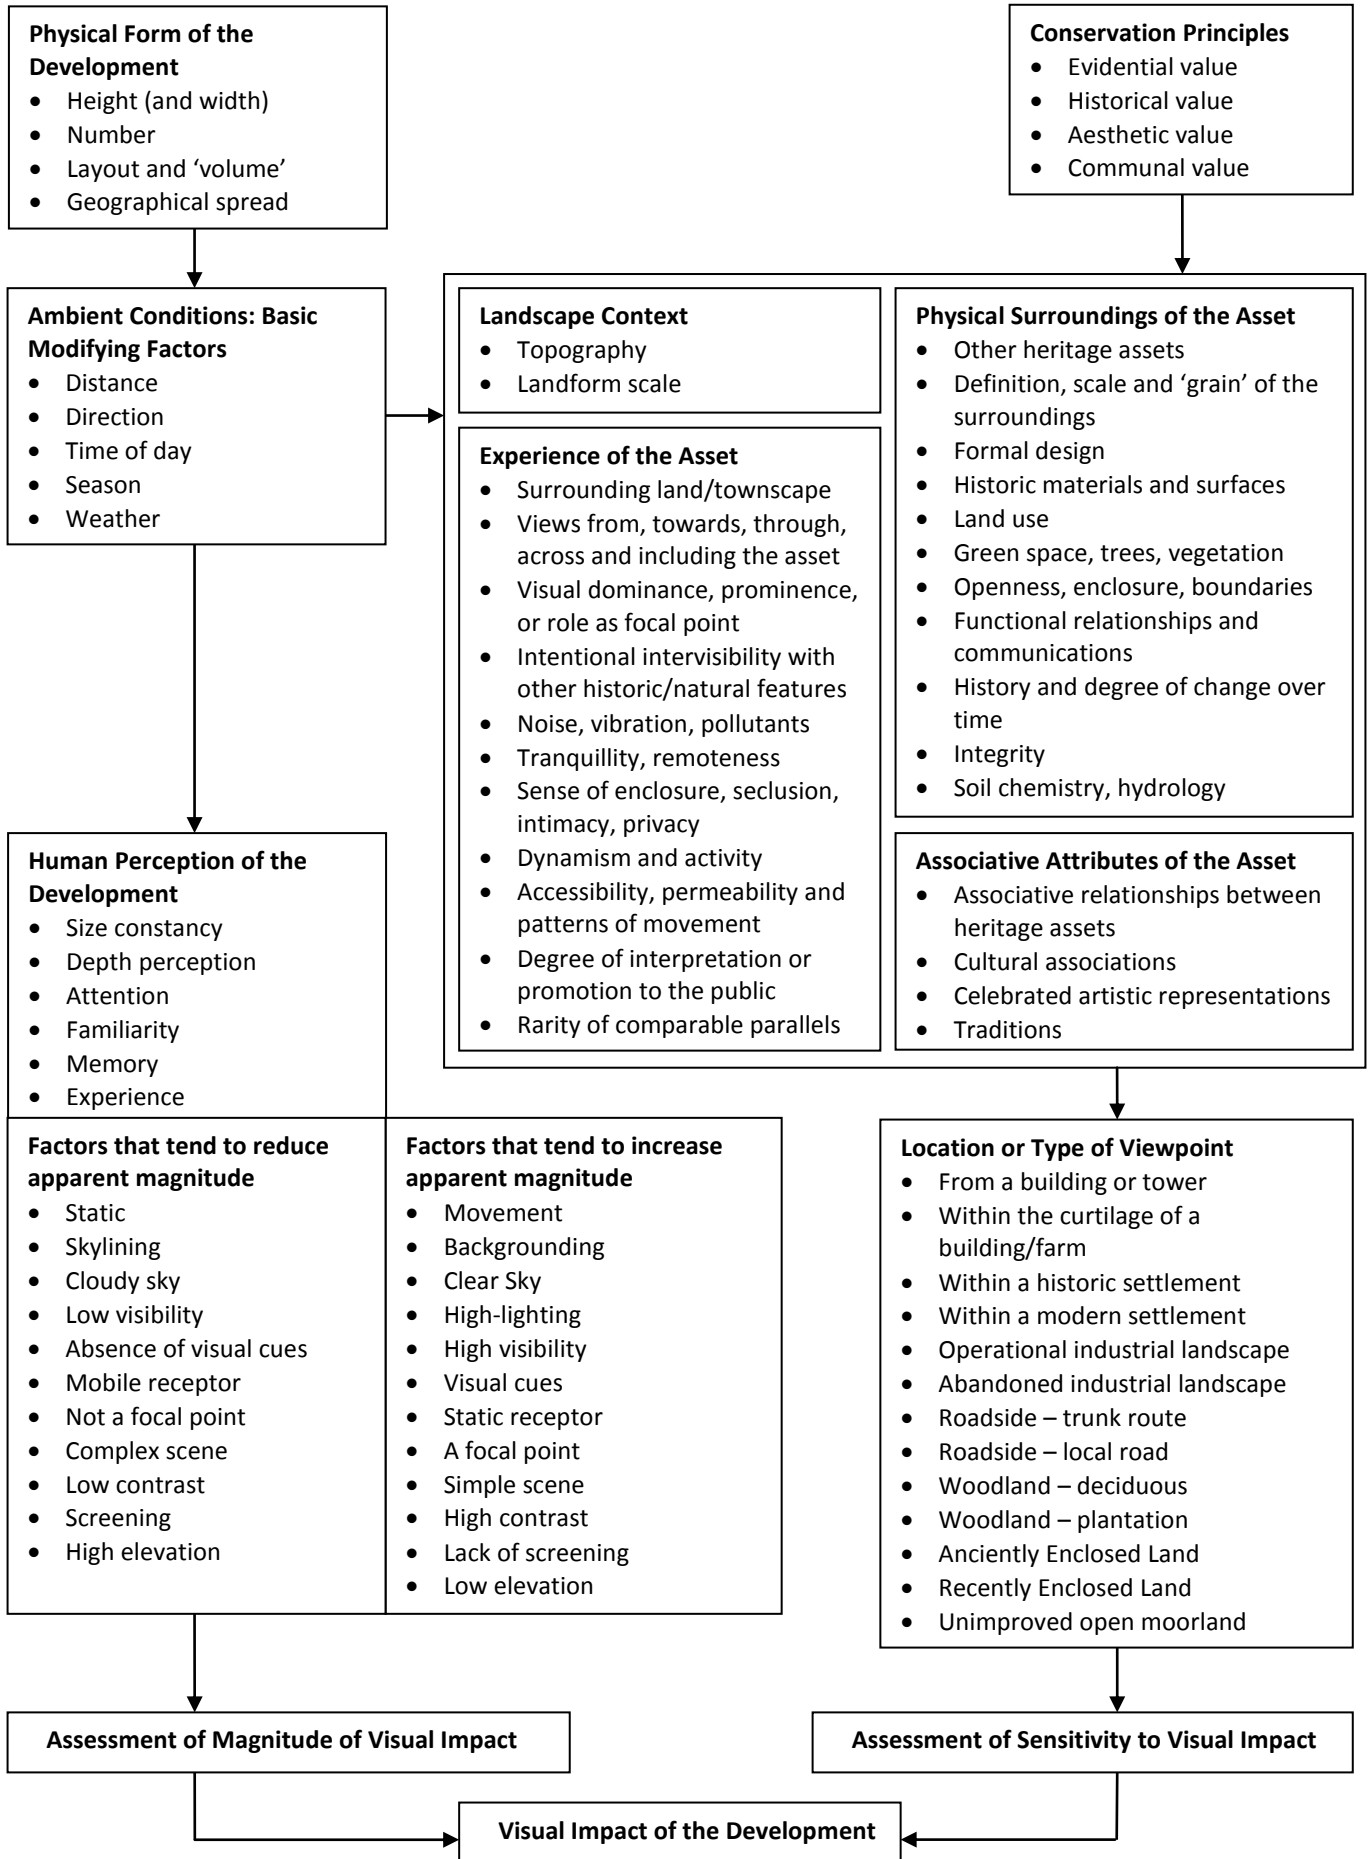 Physical Form of the
Development
• Height (and width)
• Number
• Layout and ‘volume’
• Geographical spread
Conservation Principles
• Evidential value
• Historical value
• Aesthetic value
• Communal value
Ambient Conditions: Basic
Modifying Factors
• Distance
• Direction
• Time of day
• Season
• Weather
Landscape Context
• Topography
• Landform scale
Experience of the Asset
• Surrounding land/townscape
• Views from, towards, through,
across and including the asset
• Visual dominance, prominence,
or role as focal point
• Intentional intervisibility with
other historic/natural features
• Noise, vibration, pollutants
• Tranquillity, remoteness
• Sense of enclosure, seclusion,
intimacy, privacy
• Dynamism and activity
• Accessibility, permeability and
patterns of movement
• Degree of interpretation or
promotion to the public
• Rarity of comparable parallels
Physical Surroundings of the Asset
• Other heritage assets
• Definition, scale and ‘grain’ of the
surroundings
• Formal design
• Historic materials and surfaces
• Land use
• Green space, trees, vegetation
• Openness, enclosure, boundaries
• Functional relationships and
communications
• History and degree of change over
time
• Integrity
• Soil chemistry, hydrology
Associative Attributes of the Asset
• Associative relationships between
heritage assets
• Cultural associations
• Celebrated artistic representations
• Traditions
Human Perception of the
Development
• Size constancy
• Depth perception
• Attention
• Familiarity
• Memory
• Experience
Factors that tend to reduce
apparent magnitude
• Static
• Skylining
• Cloudy sky
• Low visibility
• Absence of visual cues
• Mobile receptor
• Not a focal point
• Complex scene
• Low contrast
• Screening
• High elevation
Factors that tend to increase
apparent magnitude
• Movement
• Backgrounding
• Clear Sky
• High-lighting
• High visibility
• Visual cues
• Static receptor
• A focal point
• Simple scene
• High contrast
• Lack of screening
• Low elevation
Location or Type of Viewpoint
• From a building or tower
• Within the curtilage of a
building/farm
• Within a historic settlement
• Within a modern settlement
• Operational industrial landscape
• Abandoned industrial landscape
• Roadside – trunk route
• Roadside – local road
• Woodland – deciduous
• Woodland – plantation
• Anciently Enclosed Land
• Recently Enclosed Land
• Unimproved open moorland
Assessment of Magnitude of Visual Impact
Assessment of Sensitivity to Visual Impact
Visual Impact of the Development